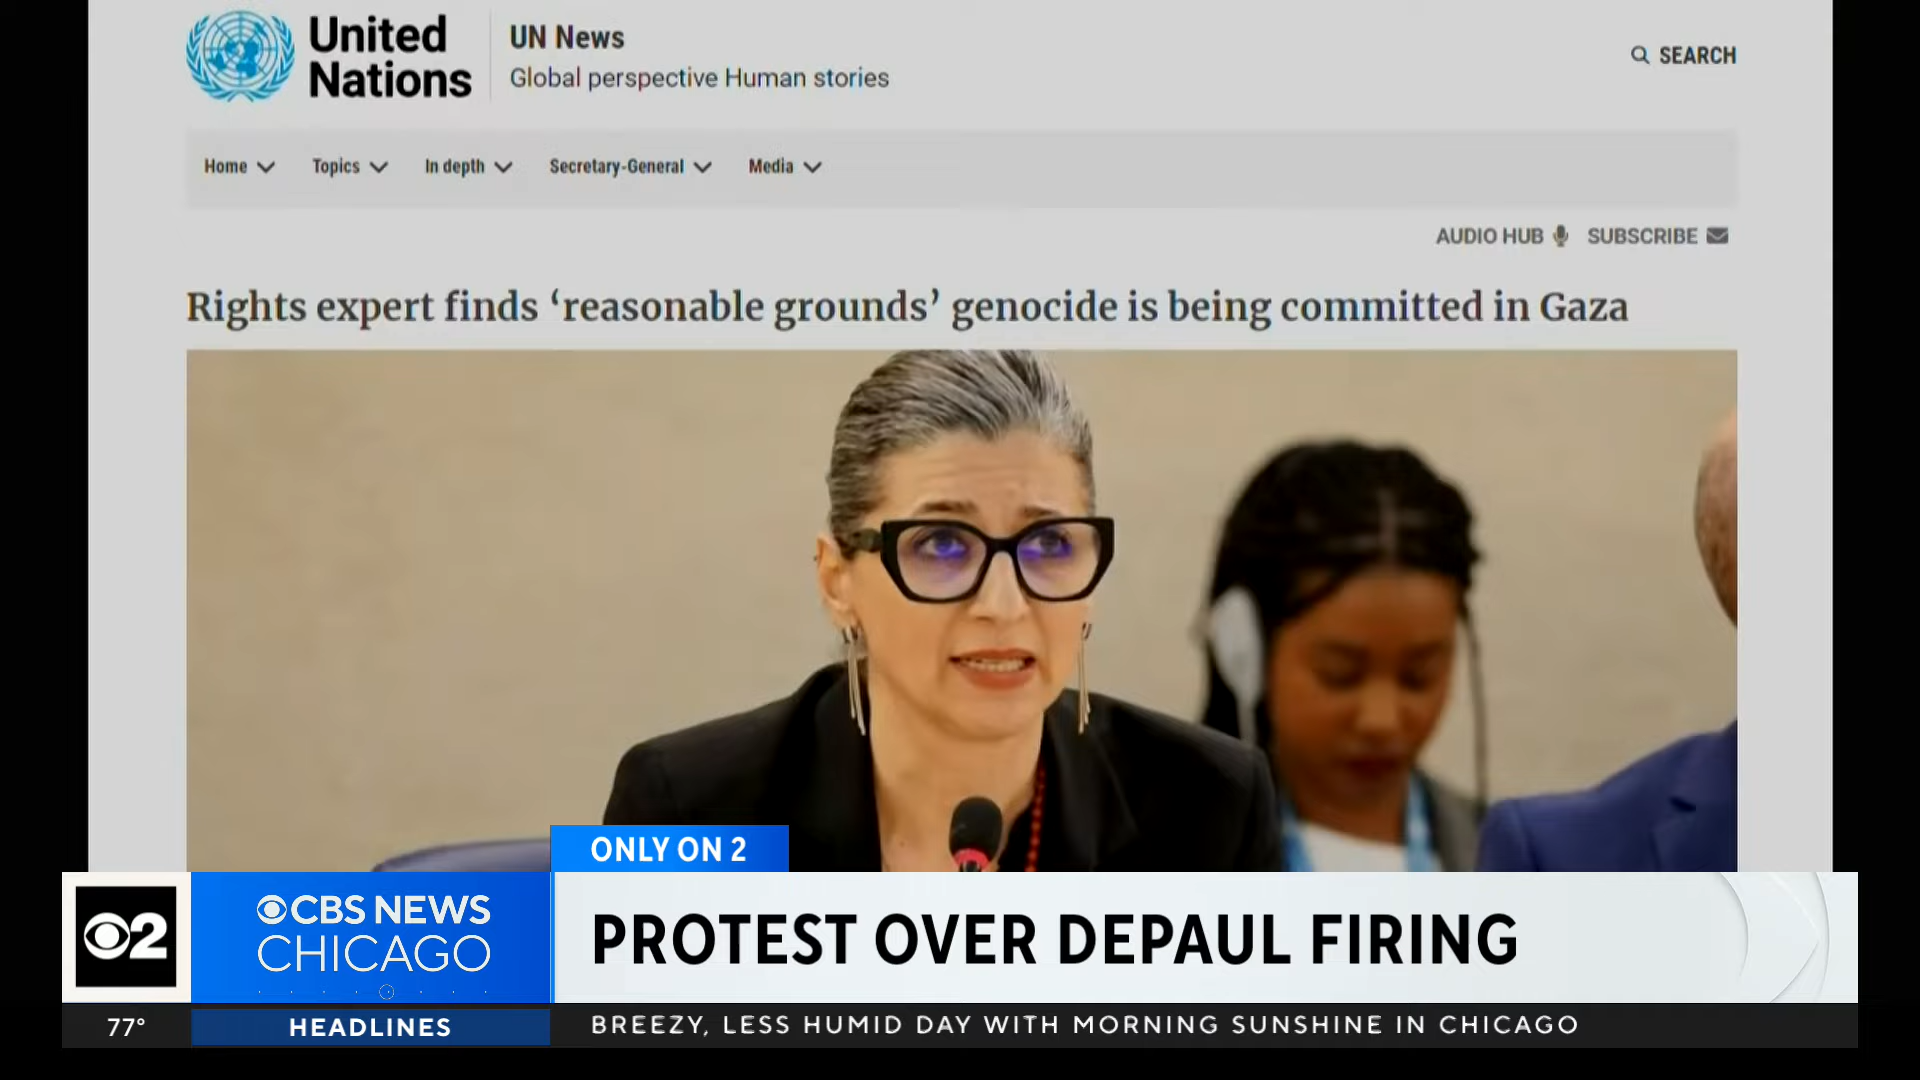 United
Nations
UN News
Global perspective Human stories
SEARCH
Home
Topics
In depth
Secretary-General
Media
AUDIO HUB
SUBSCRIBE
Rights expert finds ‘reasonable grounds’ genocide is being committed in Gaza
ONLY ON 2
2
CBS NEWS
CHICAGO
PROTEST OVER DEPAUL FIRING
77°
HEADLINES
BREEZY, LESS HUMID DAY WITH MORNING SUNSHINE IN CHICAGO